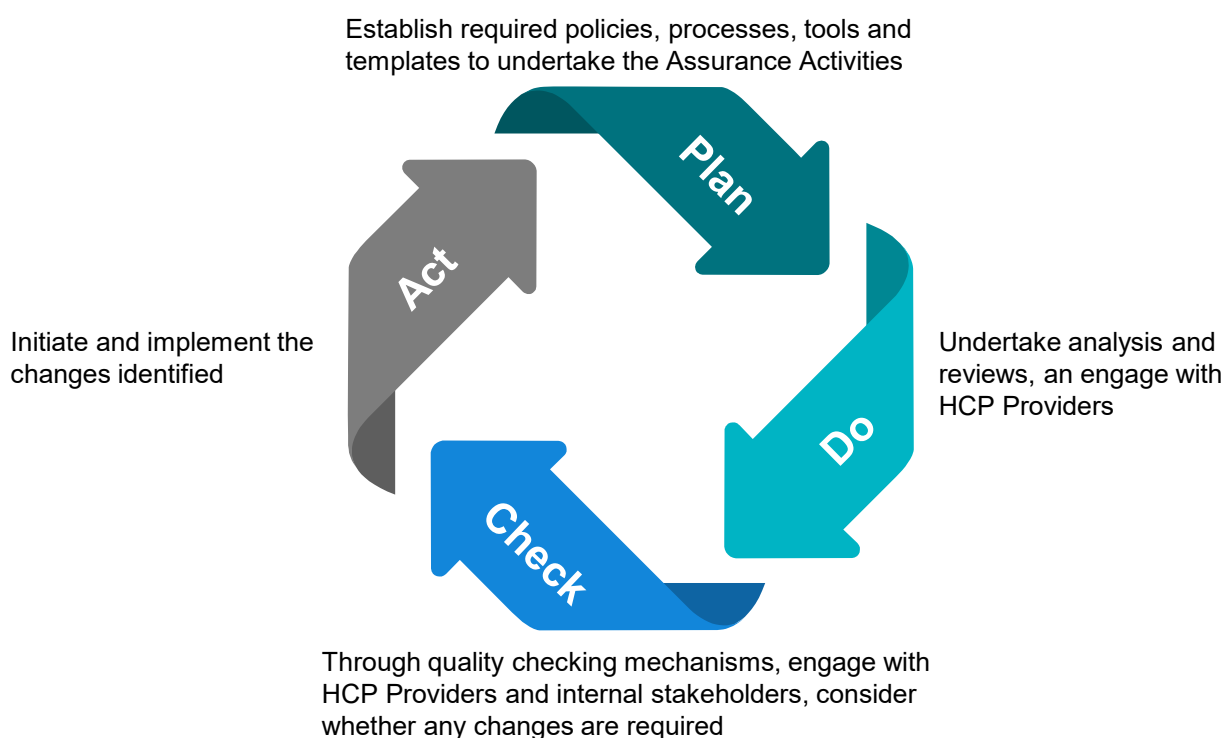 Establish required policies, processes, tools and
templates to undertake the Assurance Activities
Plan
Act
Initiate and implement the
changes identified
Undertake analysis and
reviews, an engage with
HCP Providers
Do
Check
Through quality checking mechanisms, engage with
HCP Providers and internal stakeholders, consider
whether any changes are required